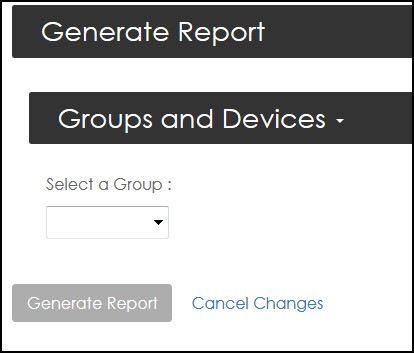 Generate Report
Groups and Devices
Select a Group :
Generate Report Cancel Changes